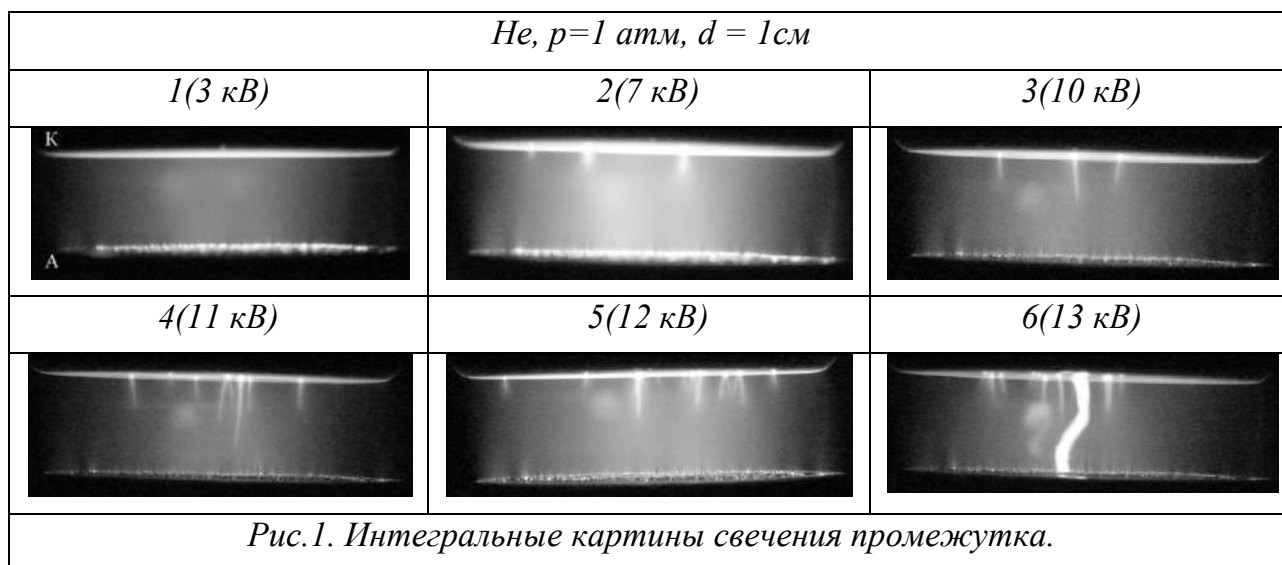 He, p=1 атм, d = 1см
1(3 кВ)
2(7 кВ)
3(10 кВ)
К
А
4(11 кВ)
5(12 кВ)
6(13 кВ)
Рис.1. Интегральные картины свечения промежутка.